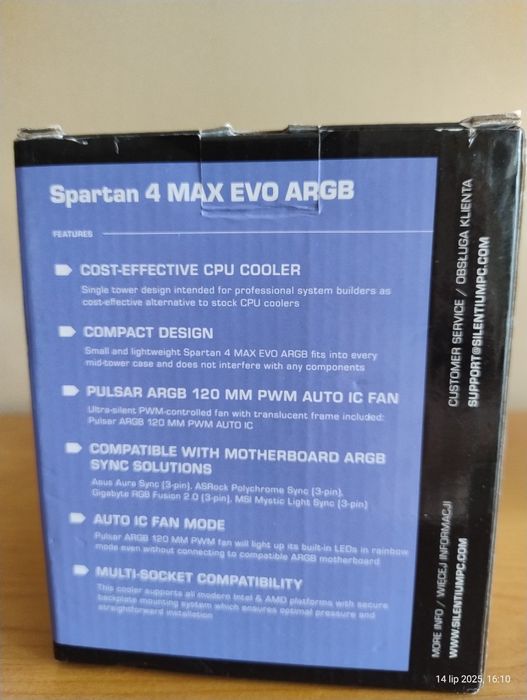 Spartan 4 MAX EVO ARGB
FEATURES
COST-EFFECTIVE CPU COOLER
Single tower design intended for professional system builders as
cost-effective alternative to stock CPU coolers
COMPACT DESIGN
Small and lightweight Spartan 4 MAX EVO ARGB fits into every
mid-tower case and does not interfere with any components
PULSAR ARGB 120 MM PWM AUTO IC FAN
Ultra-silent PWM-controlled fan with translucent frame included:
Pulsar ARGB 120 MM PWM AUTO IC
COMPATIBLE WITH MOTHERBOARD ARGB
SYNC SOLUTIONS
Asus Aura Sync (3-pin), ASRock Polychrome Sync (3-pin),
Gigabyte RGB Fusion 2.0 (3-pin), MSI Mystic Light Sync (3-pin)
AUTO IC FAN MODE
Pulsar ARGB 120 MM PWM fan will light up its built-in LEDs in rainbow
mode even without connecting to compatible ARGB motherboard
MULTI-SOCKET COMPATIBILITY
This cooler supports all modern Intel & AMD platforms with secure
backplate mounting system which ensures optimal pressure and
straightforward installation
CUSTOMER SERVICE / OBSŁUGA KLIENTA
SUPPORT@SILENTIUMPC.COM
MORE INFO / WIĘCEJ INFORMACJI
WWW.SILENTIUMPC.COM
14 lip 2025, 16:10